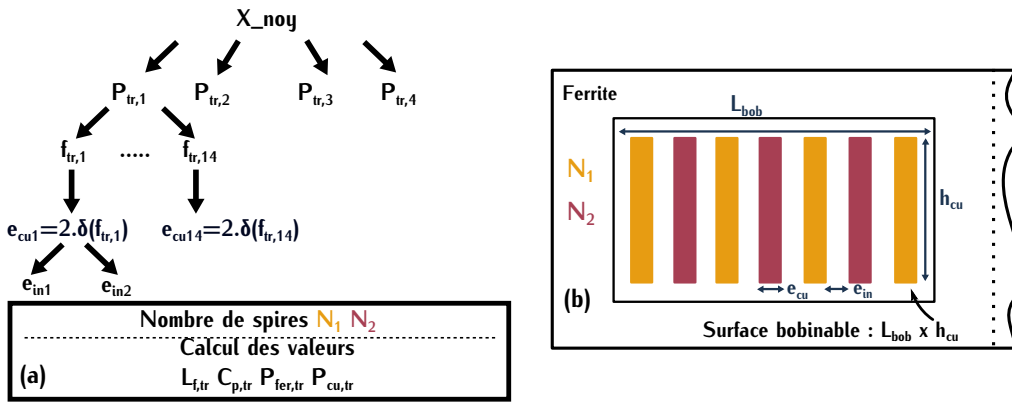 X_noy
P_tr,1 P_tr,2 P_tr,3 P_tr,4
f_tr,1 ..... f_tr,14
e_cu1=2.δ(f_tr,1) e_cu14=2.δ(f_tr,14)
e_in1 e_in2
Nombre de spires N_1 N_2
Calcul des valeurs
(a) L_f,tr C_p,tr P_fer,tr P_cu,tr
Ferrite
L_bob
N_1
N_2
h_cu
e_cu e_in
(b)
Surface bobinable : L_bob x h_cu